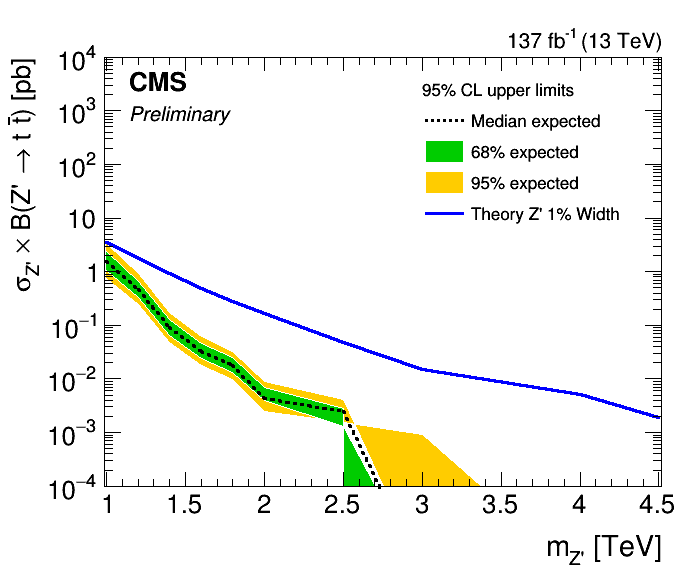 137 fb⁻¹ (13 TeV)
CMS
Preliminary
95% CL upper limits
Median expected
68% expected
95% expected
Theory Z' 1% Width
σ_Z' × B(Z' → t t̄) [pb]
10⁴
10³
10²
10
1
10⁻¹
10⁻²
10⁻³
10⁻⁴
1 1.5 2 2.5 3 3.5 4 4.5
m_Z' [TeV]